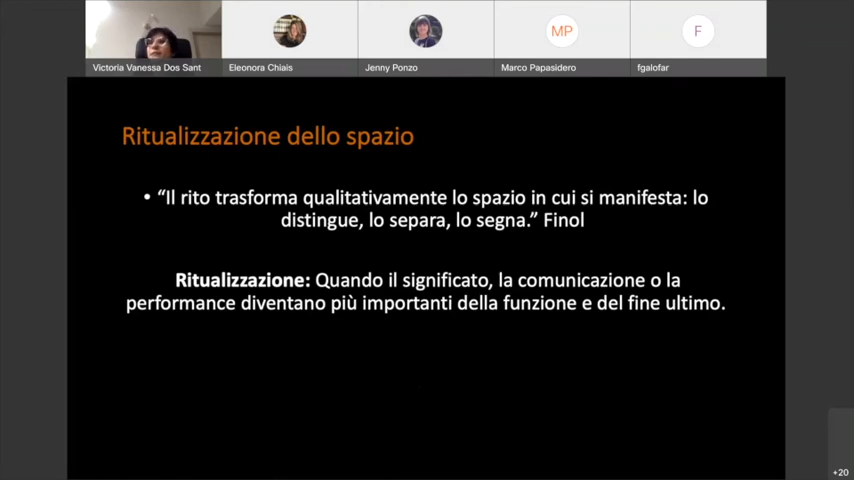 MP
F
Victoria Vanessa Dos Sant
Eleonora Chiais
Jenny Ponzo
Marco Papasidero
fgalofar
Ritualizzazione dello spazio
• “Il rito trasforma qualitativamente lo spazio in cui si manifesta: lo
distingue, lo separa, lo segna.” Finol
Ritualizzazione: Quando il significato, la comunicazione o la
performance diventano più importanti della funzione e del fine ultimo.
+20